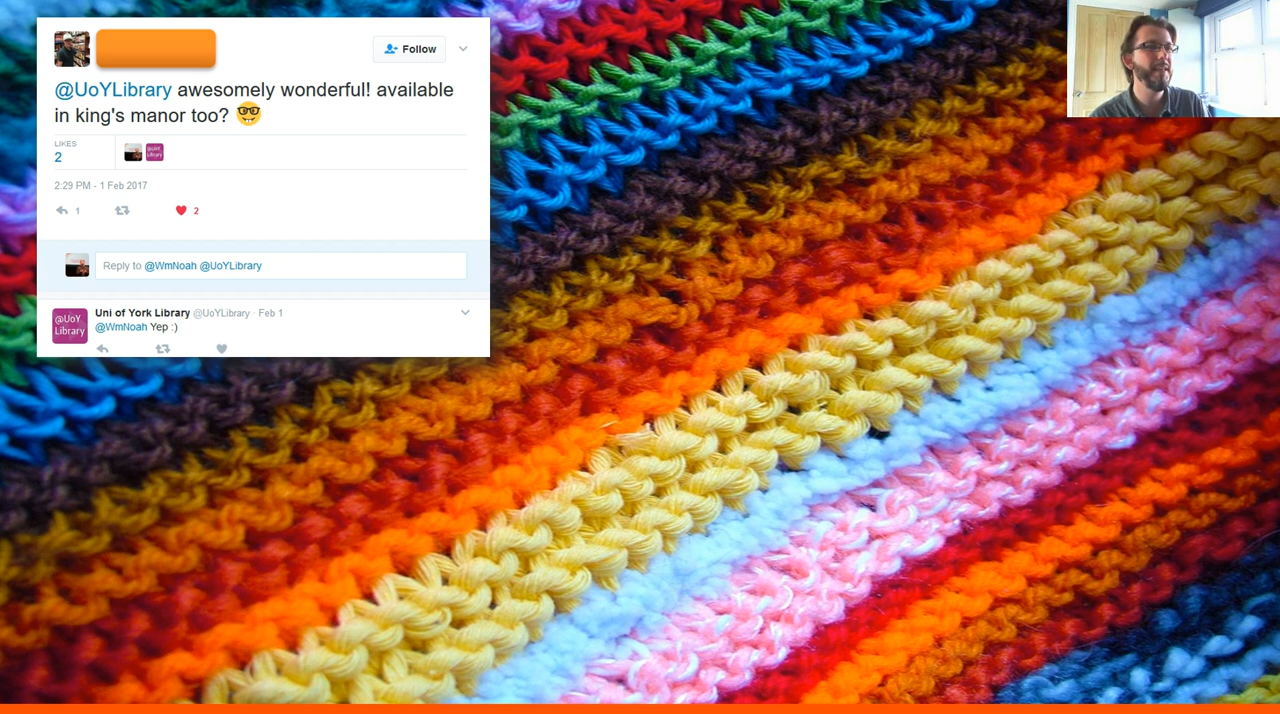 Follow
@UoYLibrary awesomely wonderful! available
in king's manor too? 🤓
LIKES
2
2:29 PM - 1 Feb 2017
1
2
Reply to @WmNoah @UoYLibrary
@UoY
Library
Uni of York Library @UoYLibrary · Feb 1
@WmNoah Yep :)